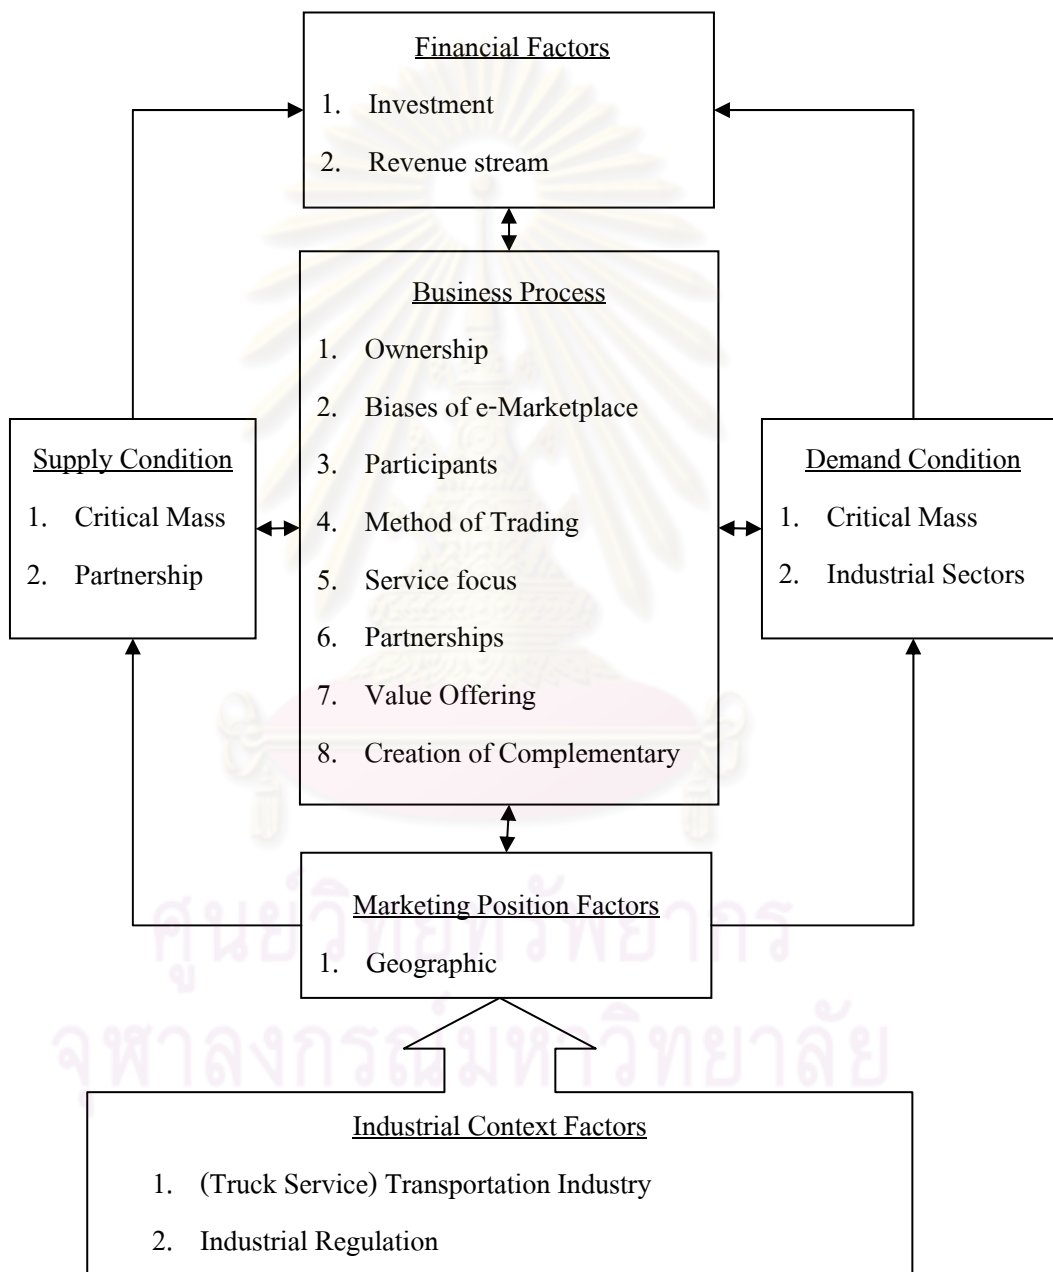 Financial Factors
1. Investment
2. Revenue stream
Business Process
1. Ownership
2. Biases of e-Marketplace
3. Participants
4. Method of Trading
5. Service focus
6. Partnerships
7. Value Offering
8. Creation of Complementary
Supply Condition
1. Critical Mass
2. Partnership
Demand Condition
1. Critical Mass
2. Industrial Sectors
Marketing Position Factors
1. Geographic
ศูนย์วิทยทรัพยากร
จุฬาลงกรณ์มหาวิทยาลัย
Industrial Context Factors
1. (Truck Service) Transportation Industry
2. Industrial Regulation